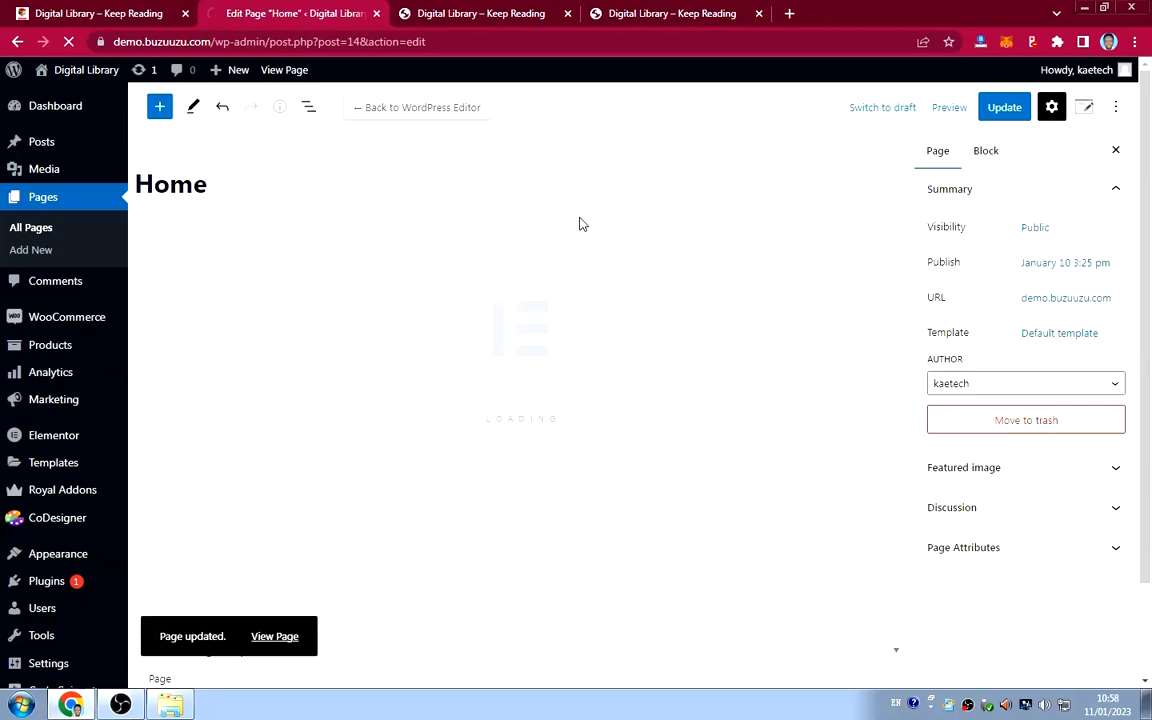 Digital Library – Keep Reading
Edit Page "Home" ‹ Digital Librar
Digital Library – Keep Reading
Digital Library – Keep Reading
demo.buzuuzu.com/wp-admin/post.php?post=14&action=edit
Digital Library
1
0
New
View Page
Howdy, kaetech
Dashboard
Posts
Media
Pages
All Pages
Add New
Comments
WooCommerce
Products
Analytics
Marketing
Elementor
Templates
Royal Addons
CoDesigner
Appearance
Plugins 1
Users
Tools
Settings
← Back to WordPress Editor
Switch to draft
Preview
Update
Home
LOADING
Page updated.
View Page
Page
Page
Block
Summary
Visibility
Public
Publish
January 10 3:25 pm
URL
demo.buzuuzu.com
Template
Default template
AUTHOR
kaetech
Move to trash
Featured image
Discussion
Page Attributes
EN
10:58
11/01/2023